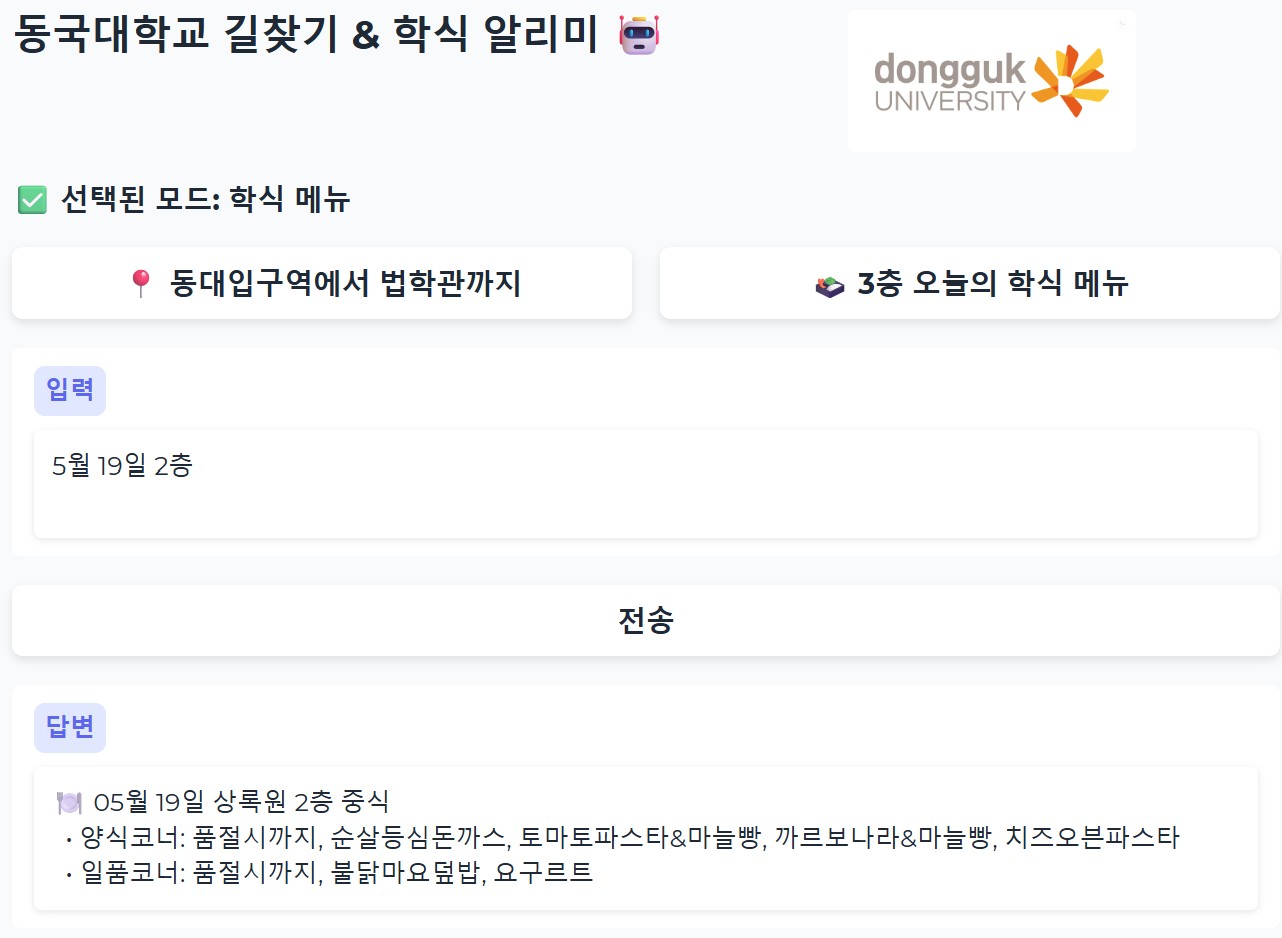 동국대학교 길찾기 & 학식 알리미 🤖
dongguk
UNIVERSITY
✅ 선택된 모드: 학식 메뉴
📍 동대입구역에서 법학관까지
🍱 3층 오늘의 학식 메뉴
입력
5월 19일 2층
전송
답변
🍽️ 05월 19일 상록원 2층 중식
• 양식코너: 품절시까지, 순살등심돈까스, 토마토파스타&마늘빵, 까르보나라&마늘빵, 치즈오븐파스타
• 일품코너: 품절시까지, 불닭마요덮밥, 요구르트